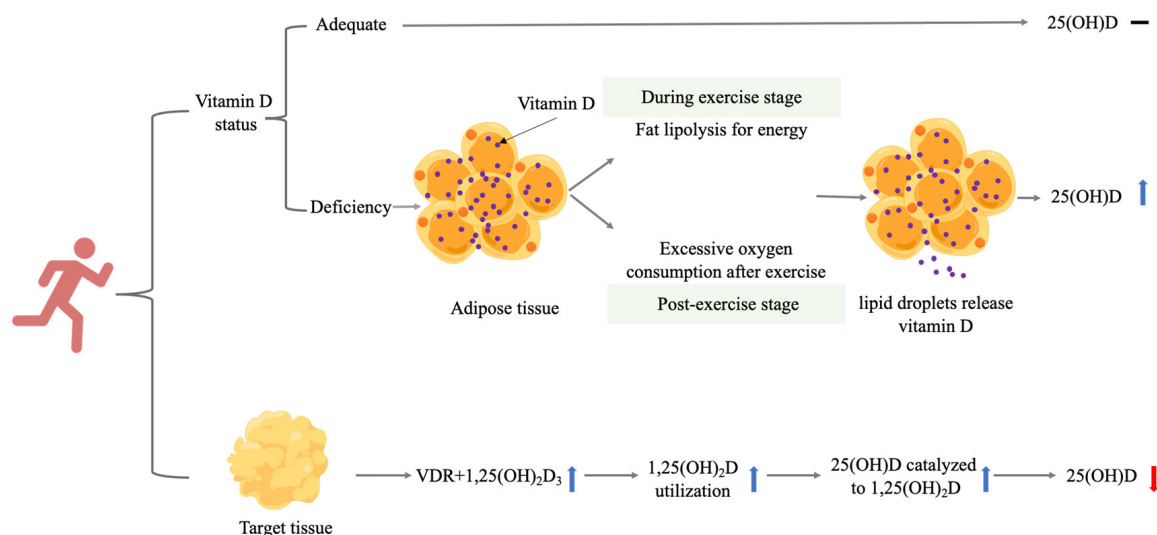 Adequate
25(OH)D
Vitamin D
status
Deficiency
Vitamin D
During exercise stage
Fat lipolysis for energy
Excessive oxygen
consumption after exercise
Post-exercise stage
Adipose tissue
lipid droplets release
vitamin D
25(OH)D
Target tissue
VDR+1,25(OH)₂D₃
1,25(OH)₂D
utilization
25(OH)D catalyzed
to 1,25(OH)₂D
25(OH)D